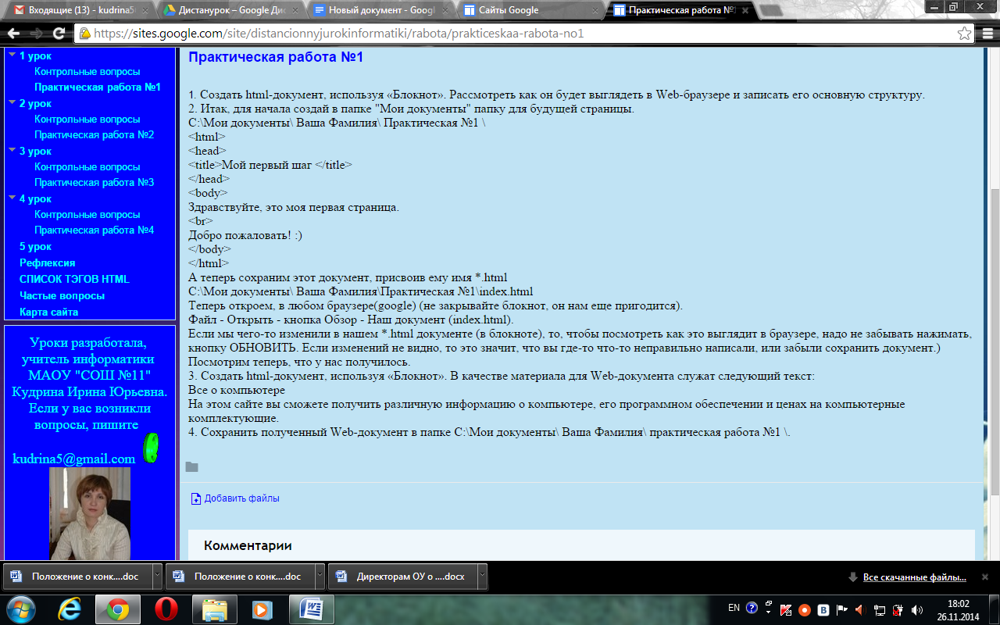 Входящие (13) - kudrina5
Дистанурок – Google Дис
Новый документ - Googl
Сайты Google
Практическая работа №1
https://sites.google.com/site/distancionnyjurokinformatiki/rabota/prakticeskaa-rabota-no1
1 урок
Контрольные вопросы
Практическая работа №1
2 урок
Контрольные вопросы
Практическая работа №2
3 урок
Контрольные вопросы
Практическая работа №3
4 урок
Контрольные вопросы
Практическая работа №4
5 урок
Рефлексия
СПИСОК ТЭГОВ HTML
Частые вопросы
Карта сайта
Уроки разработала,
учитель информатики
МАОУ "СОШ №11"
Кудрина Ирина Юрьевна.
Если у вас возникли
вопросы, пишите
kudrina5@gmail.com
Практическая работа №1
1. Создать html-документ, используя «Блокнот». Рассмотреть как он будет выглядеть в Web-браузере и записать его основную структуру.
2. Итак, для начала создай в папке "Мои документы" папку для будущей страницы.
C:\Мои документы\ Ваша Фамилия\ Практическая №1 \
<html>
<head>
<title>Мой первый шаг </title>
</head>
<body>
Здравствуйте, это моя первая страница.
<br>
Добро пожаловать! :)
</body>
</html>
А теперь сохраним этот документ, присвоив ему имя *.html
C:\Мои документы\ Ваша Фамилия\Практическая №1\index.html
Теперь откроем, в любом браузере(google) (не закрывайте блокнот, он нам еще пригодится).
Файл - Открыть - кнопка Обзор - Наш документ (index.html).
Если мы чего-то изменили в нашем *.html документе (в блокноте), то, чтобы посмотреть как это выглядит в браузере, надо не забывать нажимать,
кнопку ОБНОВИТЬ. Если изменений не видно, то это значит, что вы где-то что-то неправильно написали, или забыли сохранить документ.)
Посмотрим теперь, что у нас получилось.
3. Создать html-документ, используя «Блокнот». В качестве материала для Web-документа служат следующий текст:
Все о компьютере
На этом сайте вы сможете получить различную информацию о компьютере, его программном обеспечении и ценах на компьютерные
комплектующие.
4. Сохранить полученный Web-документ в папке C:\Мои документы\ Ваша Фамилия\ практическая работа №1 \.
Добавить файлы
Комментарии
Положение о конк....doc
Положение о конк....doc
Директорам ОУ о ....docx
Все скачанные файлы...
EN
18:02
26.11.2014